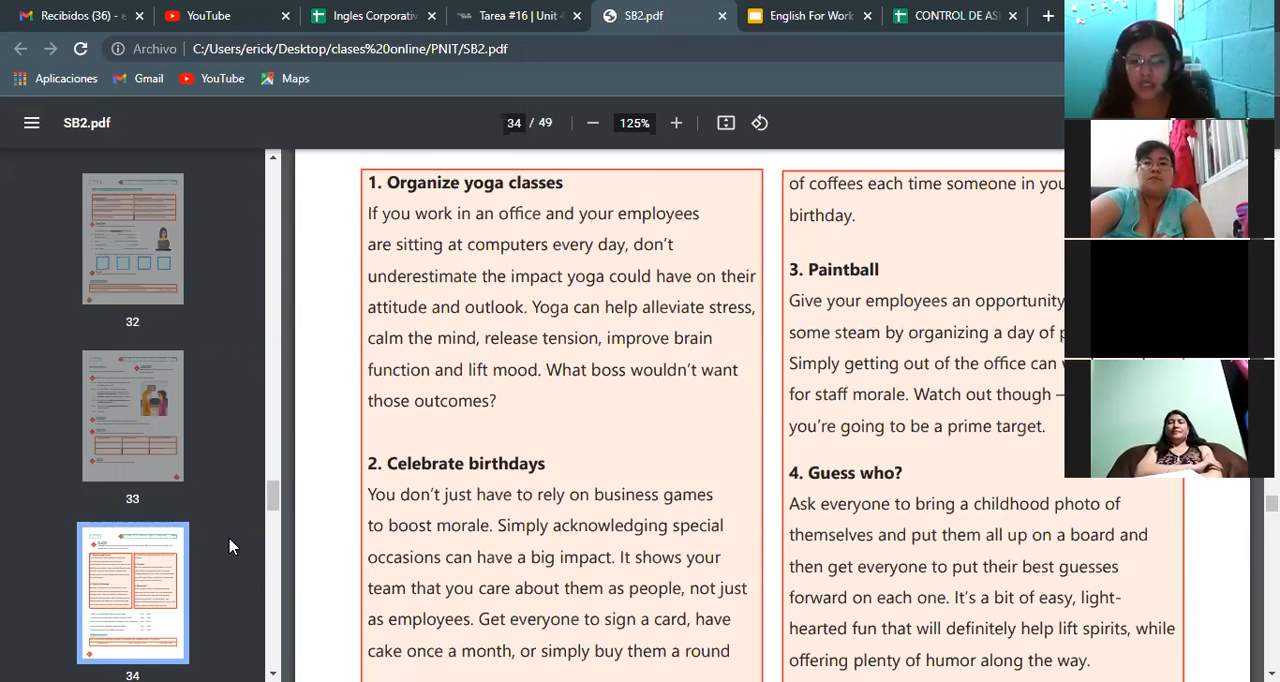 Recibidos (36) - e
YouTube
Ingles Corporativ
Tarea #16 | Unit
SB2.pdf
English For Work
CONTROL DE AS
Archivo
C:/Users/erick/Desktop/clases%20online/PNIT/SB2.pdf
Aplicaciones
Gmail
YouTube
Maps
SB2.pdf
34 / 49
125%
32
33
34
1. Organize yoga classes
If you work in an office and your employees
are sitting at computers every day, don't
underestimate the impact yoga could have on their
attitude and outlook. Yoga can help alleviate stress,
calm the mind, release tension, improve brain
function and lift mood. What boss wouldn't want
those outcomes?
2. Celebrate birthdays
You don't just have to rely on business games
to boost morale. Simply acknowledging special
occasions can have a big impact. It shows your
team that you care about them as people, not just
as employees. Get everyone to sign a card, have
cake once a month, or simply buy them a round
of coffees each time someone in you
birthday.
3. Paintball
Give your employees an opportunity
some steam by organizing a day of p
Simply getting out of the office can
for staff morale. Watch out though –
you're going to be a prime target.
4. Guess who?
Ask everyone to bring a childhood photo of
themselves and put them all up on a board and
then get everyone to put their best guesses
forward on each one. It's a bit of easy, light-
hearted fun that will definitely help lift spirits, while
offering plenty of humor along the way.